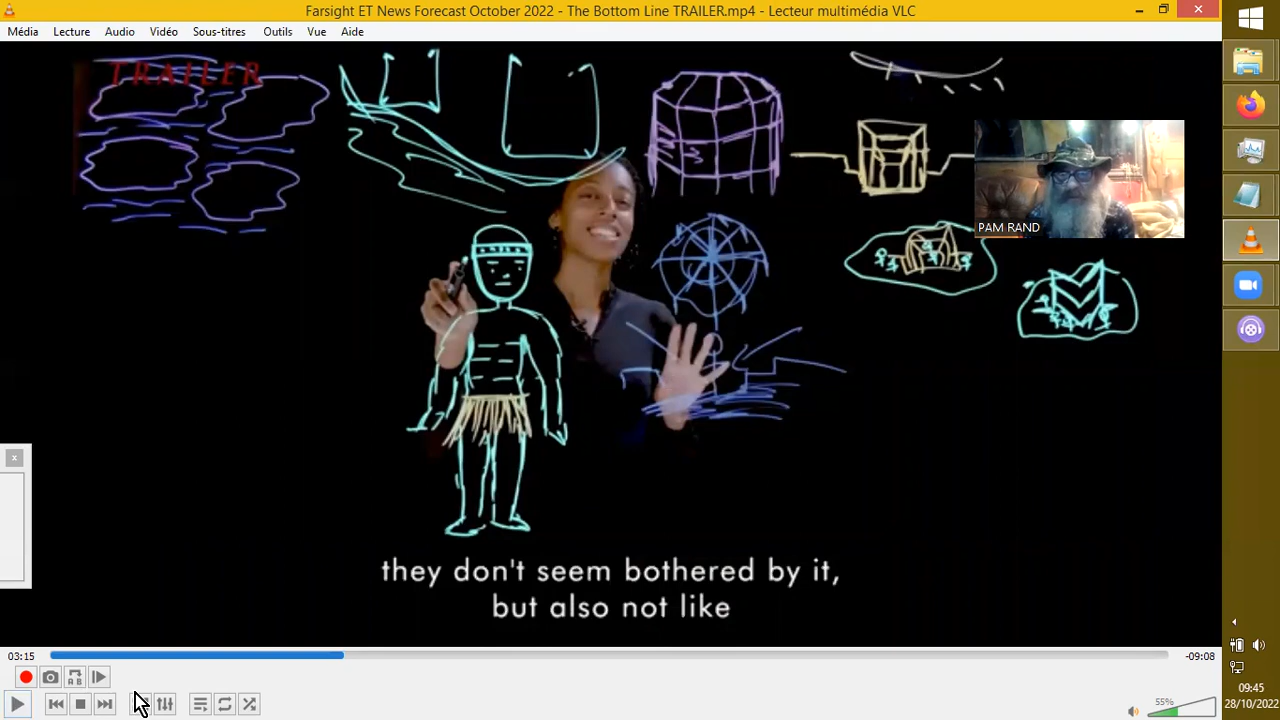 Farsight ET News Forecast October 2022 - The Bottom Line TRAILER.mp4 - Lecteur multimédia VLC
Média Lecture Audio Vidéo Sous-titres Outils Vue Aide
TRAILER
PAM RAND
they don't seem bothered by it,
but also not like
03:15
-09:08
55%
09:45
28/10/2022